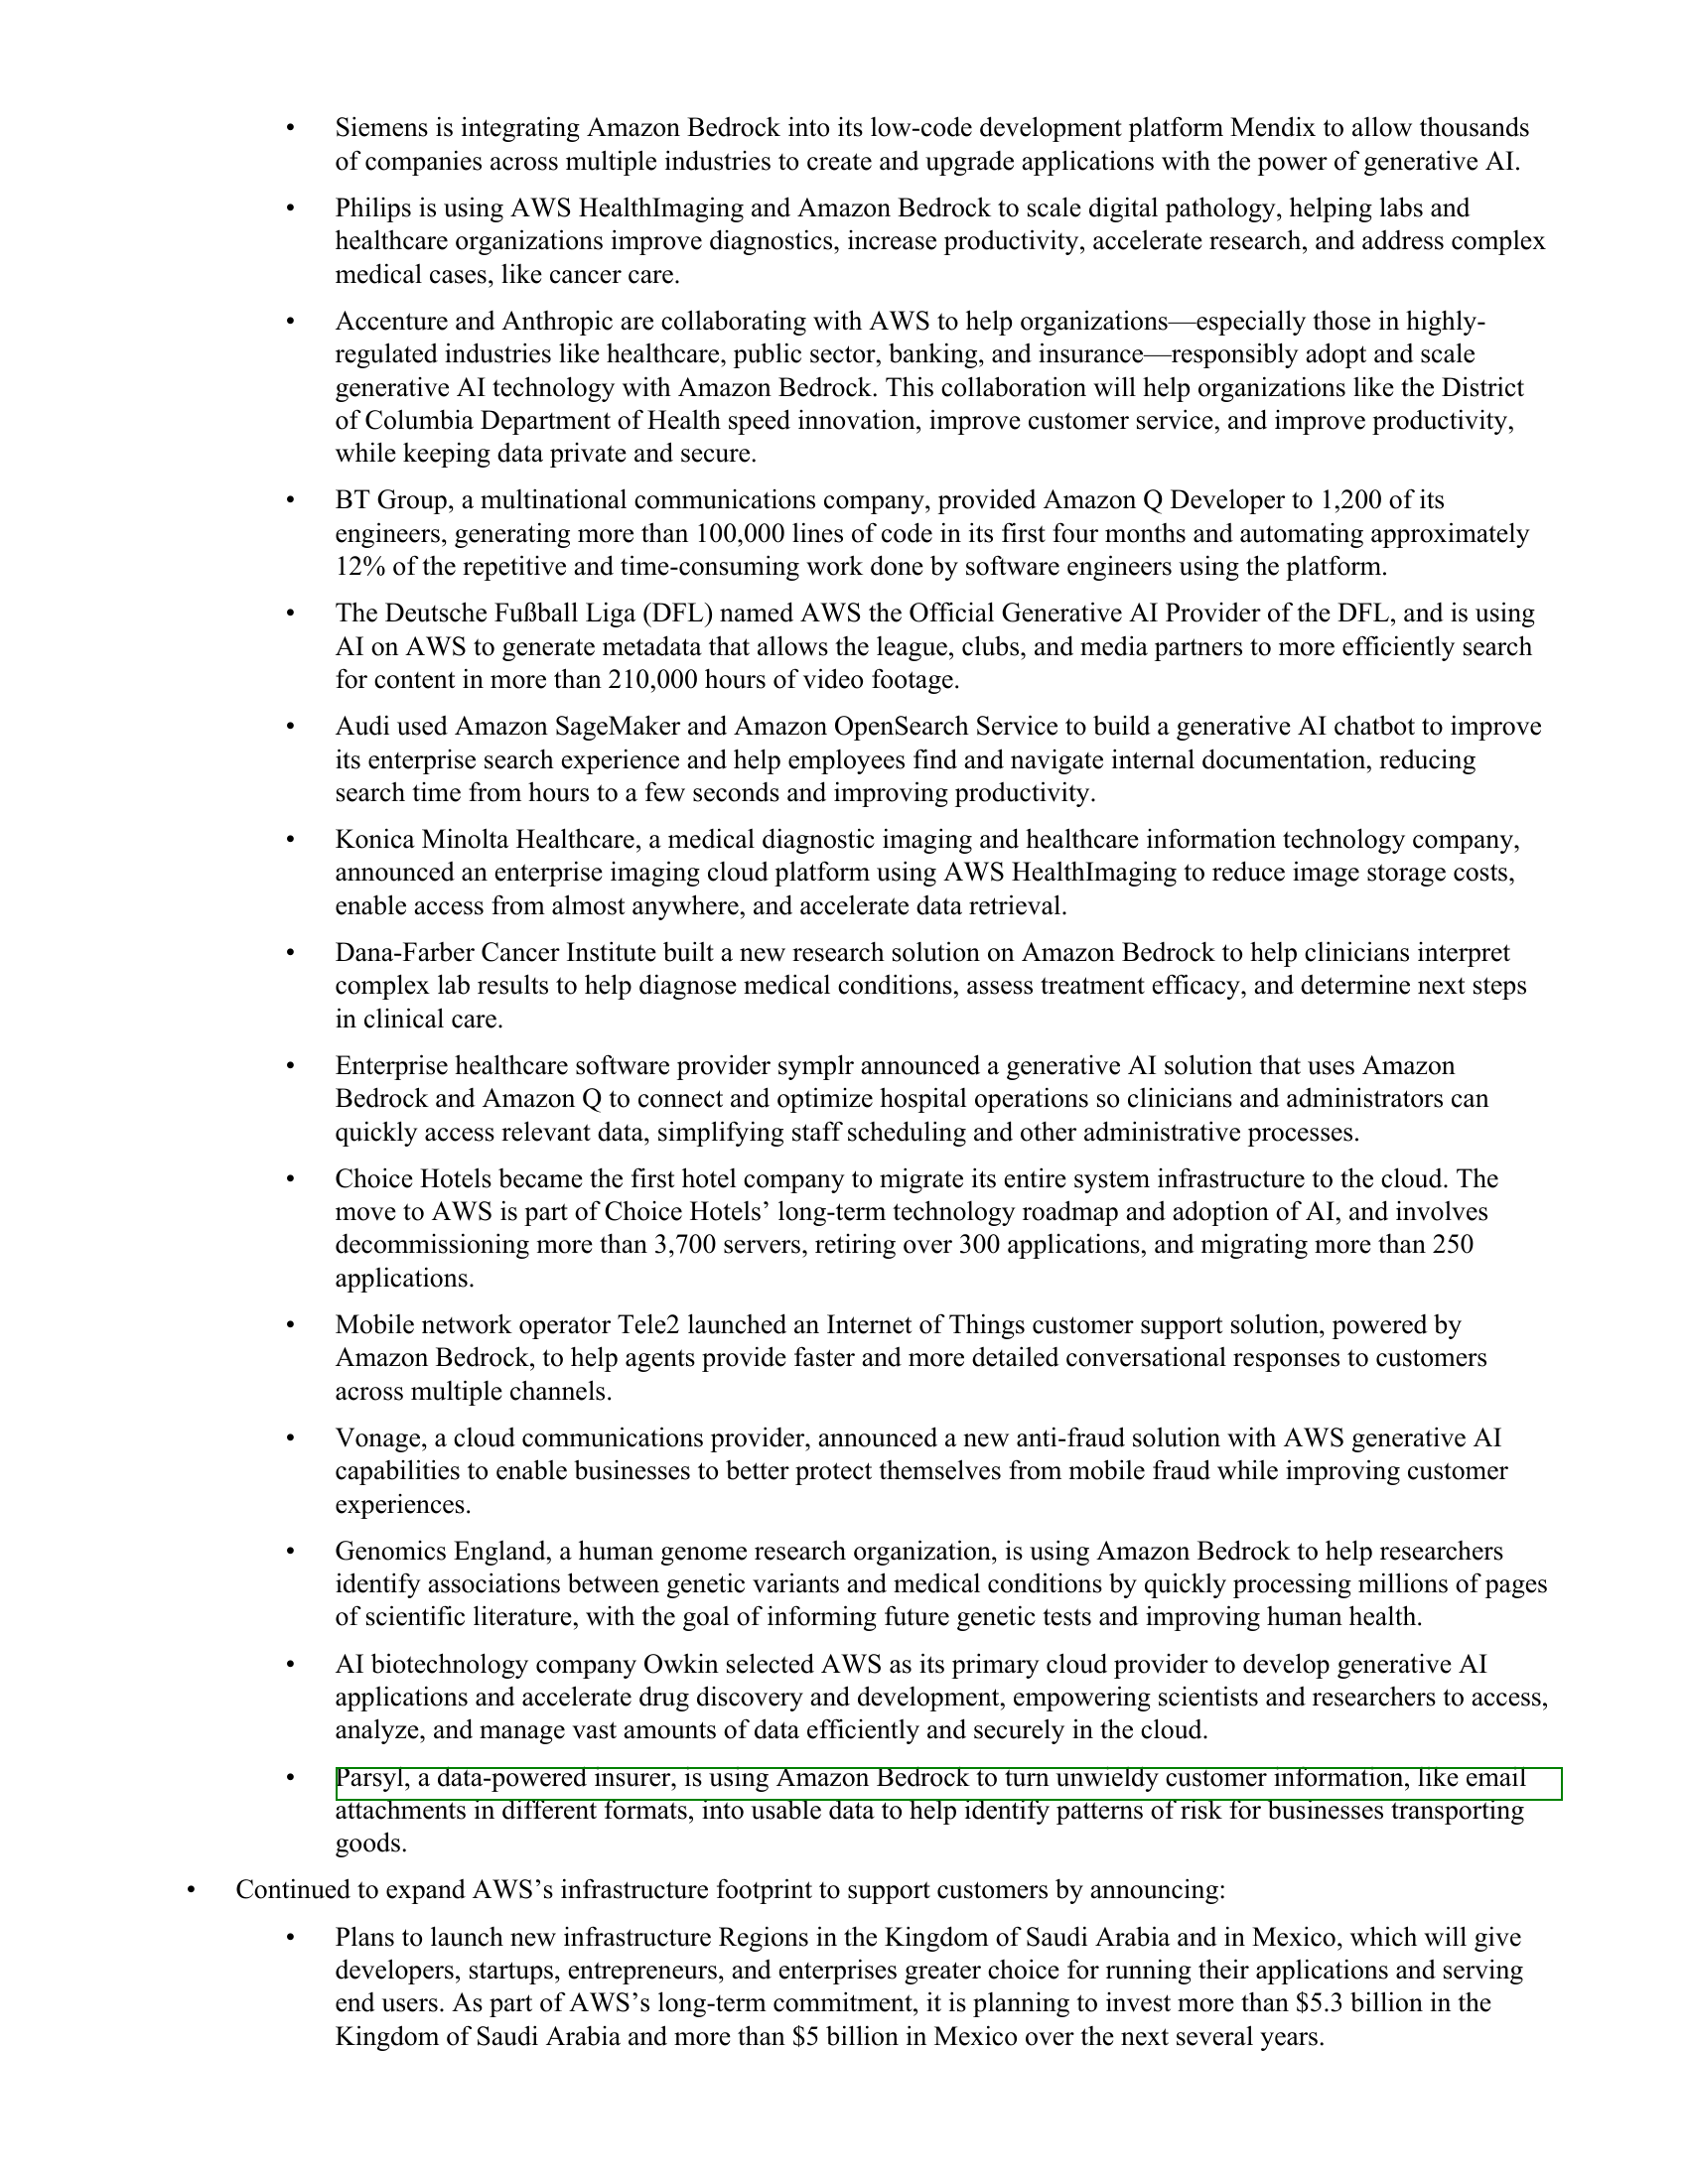 • Siemens is integrating Amazon Bedrock into its low-code development platform Mendix to allow thousands
of companies across multiple industries to create and upgrade applications with the power of generative AI.
• Philips is using AWS HealthImaging and Amazon Bedrock to scale digital pathology, helping labs and
healthcare organizations improve diagnostics, increase productivity, accelerate research, and address complex
medical cases, like cancer care.
• Accenture and Anthropic are collaborating with AWS to help organizations—especially those in highly-
regulated industries like healthcare, public sector, banking, and insurance—responsibly adopt and scale
generative AI technology with Amazon Bedrock. This collaboration will help organizations like the District
of Columbia Department of Health speed innovation, improve customer service, and improve productivity,
while keeping data private and secure.
• BT Group, a multinational communications company, provided Amazon Q Developer to 1,200 of its
engineers, generating more than 100,000 lines of code in its first four months and automating approximately
12% of the repetitive and time-consuming work done by software engineers using the platform.
• The Deutsche Fußball Liga (DFL) named AWS the Official Generative AI Provider of the DFL, and is using
AI on AWS to generate metadata that allows the league, clubs, and media partners to more efficiently search
for content in more than 210,000 hours of video footage.
• Audi used Amazon SageMaker and Amazon OpenSearch Service to build a generative AI chatbot to improve
its enterprise search experience and help employees find and navigate internal documentation, reducing
search time from hours to a few seconds and improving productivity.
• Konica Minolta Healthcare, a medical diagnostic imaging and healthcare information technology company,
announced an enterprise imaging cloud platform using AWS HealthImaging to reduce image storage costs,
enable access from almost anywhere, and accelerate data retrieval.
• Dana-Farber Cancer Institute built a new research solution on Amazon Bedrock to help clinicians interpret
complex lab results to help diagnose medical conditions, assess treatment efficacy, and determine next steps
in clinical care.
• Enterprise healthcare software provider symplr announced a generative AI solution that uses Amazon
Bedrock and Amazon Q to connect and optimize hospital operations so clinicians and administrators can
quickly access relevant data, simplifying staff scheduling and other administrative processes.
• Choice Hotels became the first hotel company to migrate its entire system infrastructure to the cloud. The
move to AWS is part of Choice Hotels’ long-term technology roadmap and adoption of AI, and involves
decommissioning more than 3,700 servers, retiring over 300 applications, and migrating more than 250
applications.
• Mobile network operator Tele2 launched an Internet of Things customer support solution, powered by
Amazon Bedrock, to help agents provide faster and more detailed conversational responses to customers
across multiple channels.
• Vonage, a cloud communications provider, announced a new anti-fraud solution with AWS generative AI
capabilities to enable businesses to better protect themselves from mobile fraud while improving customer
experiences.
• Genomics England, a human genome research organization, is using Amazon Bedrock to help researchers
identify associations between genetic variants and medical conditions by quickly processing millions of pages
of scientific literature, with the goal of informing future genetic tests and improving human health.
• AI biotechnology company Owkin selected AWS as its primary cloud provider to develop generative AI
applications and accelerate drug discovery and development, empowering scientists and researchers to access,
analyze, and manage vast amounts of data efficiently and securely in the cloud.
• Parsyl, a data-powered insurer, is using Amazon Bedrock to turn unwieldy customer information, like email
attachments in different formats, into usable data to help identify patterns of risk for businesses transporting
goods.
• Continued to expand AWS’s infrastructure footprint to support customers by announcing:
• Plans to launch new infrastructure Regions in the Kingdom of Saudi Arabia and in Mexico, which will give
developers, startups, entrepreneurs, and enterprises greater choice for running their applications and serving
end users. As part of AWS’s long-term commitment, it is planning to invest more than $5.3 billion in the
Kingdom of Saudi Arabia and more than $5 billion in Mexico over the next several years.